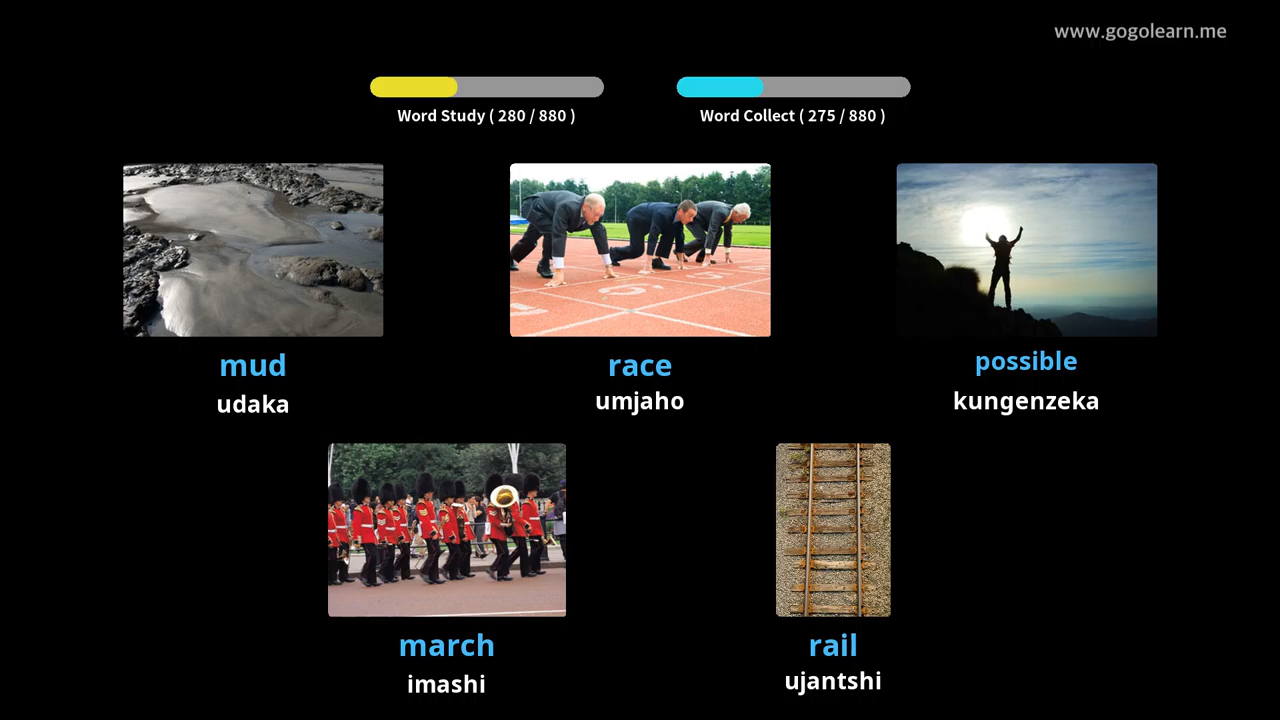 www.gogolearn.me
Word Study ( 280 / 880 )
Word Collect ( 275 / 880 )
mud
udaka
race
umjaho
possible
kungenzeka
march
imashi
rail
ujantshi